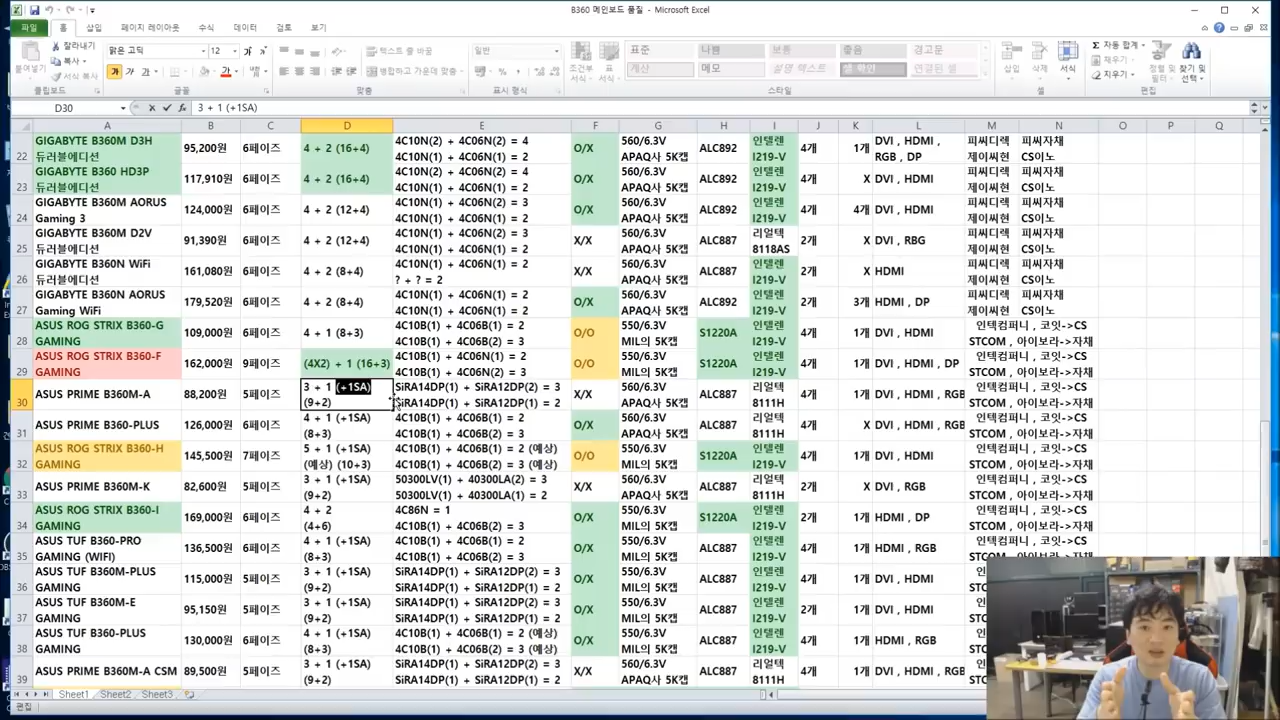 B360 메인보드 품질 - Microsoft Excel
파일 홈 삽입 페이지 레이아웃 수식 데이터 검토 보기
잘라내기
복사
서식 복사
붙여넣기
클립보드
맑은 고딕 12
글꼴
텍스트 줄 바꿈
병합하고 가운데 맞춤
맞춤
일반
표시 형식
조건부 서식
표준 나쁨 보통 좋음 경고문
계산 메모 설명 텍스트 셀 확인 연결된 셀
스타일
삽입 삭제 서식
셀
자동 합계
채우기
지우기
정렬 및 필터
찾기 및 선택
편집
D30 3 + 1 (+1SA)
A B C D E F G H I J K L M N O P Q
22 GIGABYTE B360M D3H 듀러블에디션 95,200원 6페이즈 4 + 2 (16+4) 4C10N(2) + 4C06N(2) = 4 4C10N(1) + 4C06N(1) = 2 O/X 560/6.3V APAQ사 5K캡 ALC892 인텔렌 I219-V 4개 1개 DVI , HDMI , RGB , DP 피씨디렉 제이씨현 피씨자채 CS이노
23 GIGABYTE B360 HD3P 듀러블에디션 117,910원 6페이즈 4 + 2 (16+4) 4C10N(2) + 4C06N(2) = 4 4C10N(1) + 4C06N(1) = 2 O/X 560/6.3V APAQ사 5K캡 ALC892 인텔렌 I219-V 4개 X DVI , HDMI 피씨디렉 제이씨현 피씨자채 CS이노
24 GIGABYTE B360M AORUS Gaming 3 124,000원 6페이즈 4 + 2 (12+4) 4C10N(1) + 4C06N(2) = 3 4C10N(1) + 4C06N(1) = 2 O/X 560/6.3V APAQ사 5K캡 ALC892 인텔렌 I219-V 4개 4개 DVI , HDMI 피씨디렉 제이씨현 피씨자채 CS이노
25 GIGABYTE B360M D2V 듀러블에디션 91,390원 6페이즈 4 + 2 (12+4) 4C10N(1) + 4C06N(2) = 3 4C10N(1) + 4C06N(1) = 2 X/X 560/6.3V APAQ사 5K캡 ALC887 리얼텍 8118AS 2개 X DVI , RBG 피씨디렉 제이씨현 피씨자채 CS이노
26 GIGABYTE B360N WiFi 듀러블에디션 161,080원 6페이즈 4 + 2 (8+4) 4C10N(1) + 4C06N(1) = 2 ? + ? = 2 X/X 560/6.3V APAQ사 5K캡 ALC887 인텔렌 I219-V 2개 X HDMI 피씨디렉 제이씨현 피씨자채 CS이노
27 GIGABYTE B360N AORUS Gaming WiFi 179,520원 6페이즈 4 + 2 (8+4) 4C10N(1) + 4C06N(1) = 2 4C10N(1) + 4C06N(1) = 2 O/X 560/6.3V APAQ사 5K캡 ALC892 인텔렌 I219-V 2개 3개 HDMI , DP 피씨디렉 제이씨현 피씨자채 CS이노
28 ASUS ROG STRIX B360-G GAMING 109,000원 6페이즈 4 + 1 (8+3) 4C10B(1) + 4C06B(1) = 2 4C10B(1) + 4C06B(2) = 3 O/O 550/6.3V MIL의 5K캡 S1220A 인텔렌 I219-V 4개 1개 DVI , HDMI 인텍컴퍼니 , 코잇->CS STCOM , 아이보라->자채
29 ASUS ROG STRIX B360-F GAMING 162,000원 9페이즈 (4X2) + 1 (16+3) 4C10B(1) + 4C06N(1) = 2 4C10B(1) + 4C06N(2) = 3 O/O 550/6.3V MIL의 5K캡 S1220A 인텔렌 I219-V 4개 1개 DVI , HDMI , DP 인텍컴퍼니 , 코잇->CS STCOM , 아이보라->자채
30 ASUS PRIME B360M-A 88,200원 5페이즈 3 + 1 (+1SA) (9+2) SiRA14DP(1) + SiRA12DP(2) = 3 SiRA14DP(1) + SiRA12DP(1) = 2 X/X 560/6.3V APAQ사 5K캡 ALC887 리얼텍 8111H 4개 1개 DVI , HDMI , RGB 인텍컴퍼니 , 코잇->CS STCOM , 아이보라->자채
31 ASUS PRIME B360-PLUS 126,000원 6페이즈 4 + 1 (+1SA) (8+3) 4C10B(1) + 4C06B(1) = 2 4C10B(1) + 4C06B(2) = 3 O/X 560/6.3V APAQ사 5K캡 ALC887 리얼텍 8111H 4개 1개 DVI , HDMI , RGB 인텍컴퍼니 , 코잇->CS STCOM , 아이보라->자채
32 ASUS ROG STRIX B360-H GAMING 145,500원 7페이즈 5 + 1 (+1SA) (예상) (10+3) 4C10B(1) + 4C06B(1) = 2 (예상) 4C10B(1) + 4C06B(2) = 3 (예상) O/O 560/6.3V MIL의 5K캡 S1220A 인텔렌 I219-V 4개 1개 DVI , HDMI 인텍컴퍼니 , 코잇->CS STCOM , 아이보라->자채
33 ASUS PRIME B360M-K 82,600원 5페이즈 3 + 1 (+1SA) (9+2) 50300LV(1) + 40300LA(2) = 3 50300LV(1) + 40300LA(1) = 2 X/X 560/6.3V APAQ사 5K캡 ALC887 리얼텍 8111H 2개 X DVI , RGB 인텍컴퍼니 , 코잇->CS STCOM , 아이보라->자채
34 ASUS ROG STRIX B360-I GAMING 169,000원 6페이즈 4 + 2 (4+6) 4C86N = 1 4C10B(1) + 4C06B(2) = 3 O/X 560/6.3V MIL의 5K캡 S1220A 인텔렌 I219-V 2개 1개 HDMI , DP 인텍컴퍼니 , 코잇->CS STCOM , 아이보라->자채
35 ASUS TUF B360-PRO GAMING (WIFI) 136,500원 6페이즈 4 + 1 (+1SA) (8+3) 4C10B(1) + 4C06B(1) = 2 4C10B(1) + 4C06B(2) = 3 O/X 550/6.3V MIL의 5K캡 ALC887 인텔렌 I219-V 4개 1개 HDMI , RGB 인텍컴퍼니 , 코잇->CS STCOM , 아이보라->자채
36 ASUS TUF B360M-PLUS GAMING 115,000원 5페이즈 3 + 1 (+1SA) (9+2) SiRA14DP(1) + SiRA12DP(2) = 3 SiRA14DP(1) + SiRA12DP(1) = 2 O/X 550/6.3V MIL의 5K캡 ALC887 인텔렌 I219-V 4개 1개 DVI , HDMI
37 ASUS TUF B360M-E GAMING 95,150원 5페이즈 3 + 1 (+1SA) (9+2) SiRA14DP(1) + SiRA12DP(2) = 3 SiRA14DP(1) + SiRA12DP(1) = 2 O/X 550/6.3V MIL의 5K캡 ALC887 인텔렌 I219-V 2개 1개 DVI , HDMI
38 ASUS TUF B360-PLUS GAMING 130,000원 6페이즈 4 + 1 (+1SA) (8+3) 4C10B(1) + 4C06B(1) = 2 (예상) 4C10B(1) + 4C06B(2) = 3 (예상) O/X 550/6.3V MIL의 5K캡 ALC887 인텔렌 I219-V 4개 1개 HDMI , RGB
39 ASUS PRIME B360M-A CSM 89,500원 5페이즈 3 + 1 (+1SA) (9+2) SiRA14DP(1) + SiRA12DP(2) = 3 SiRA14DP(1) + SiRA12DP(1) = 2 X/X 560/6.3V APAQ사 5K캡 ALC887 인텔렌 I219-V 4개 1개 DVI , HDMI
Sheet1 Sheet2 Sheet3
편집